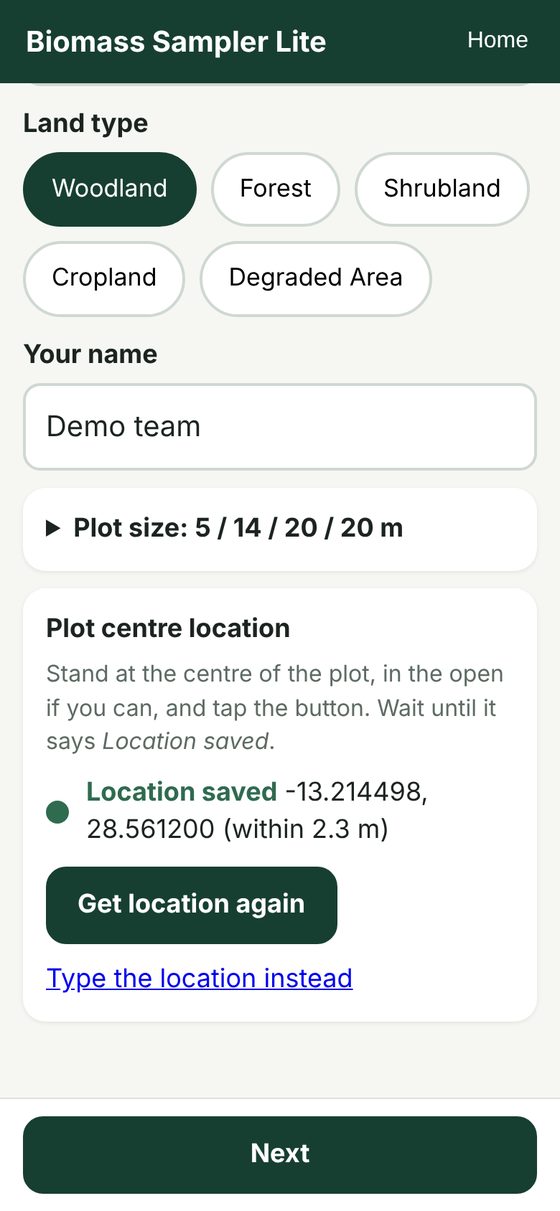 Biomass Sampler Lite
Home
Land type
Woodland
Forest
Shrubland
Cropland
Degraded Area
Your name
Demo team
▶ Plot size: 5 / 14 / 20 / 20 m
Plot centre location
Stand at the centre of the plot, in the open
if you can, and tap the button. Wait until it
says Location saved.
Location saved -13.214498,
28.561200 (within 2.3 m)
Get location again
Type the location instead
Next